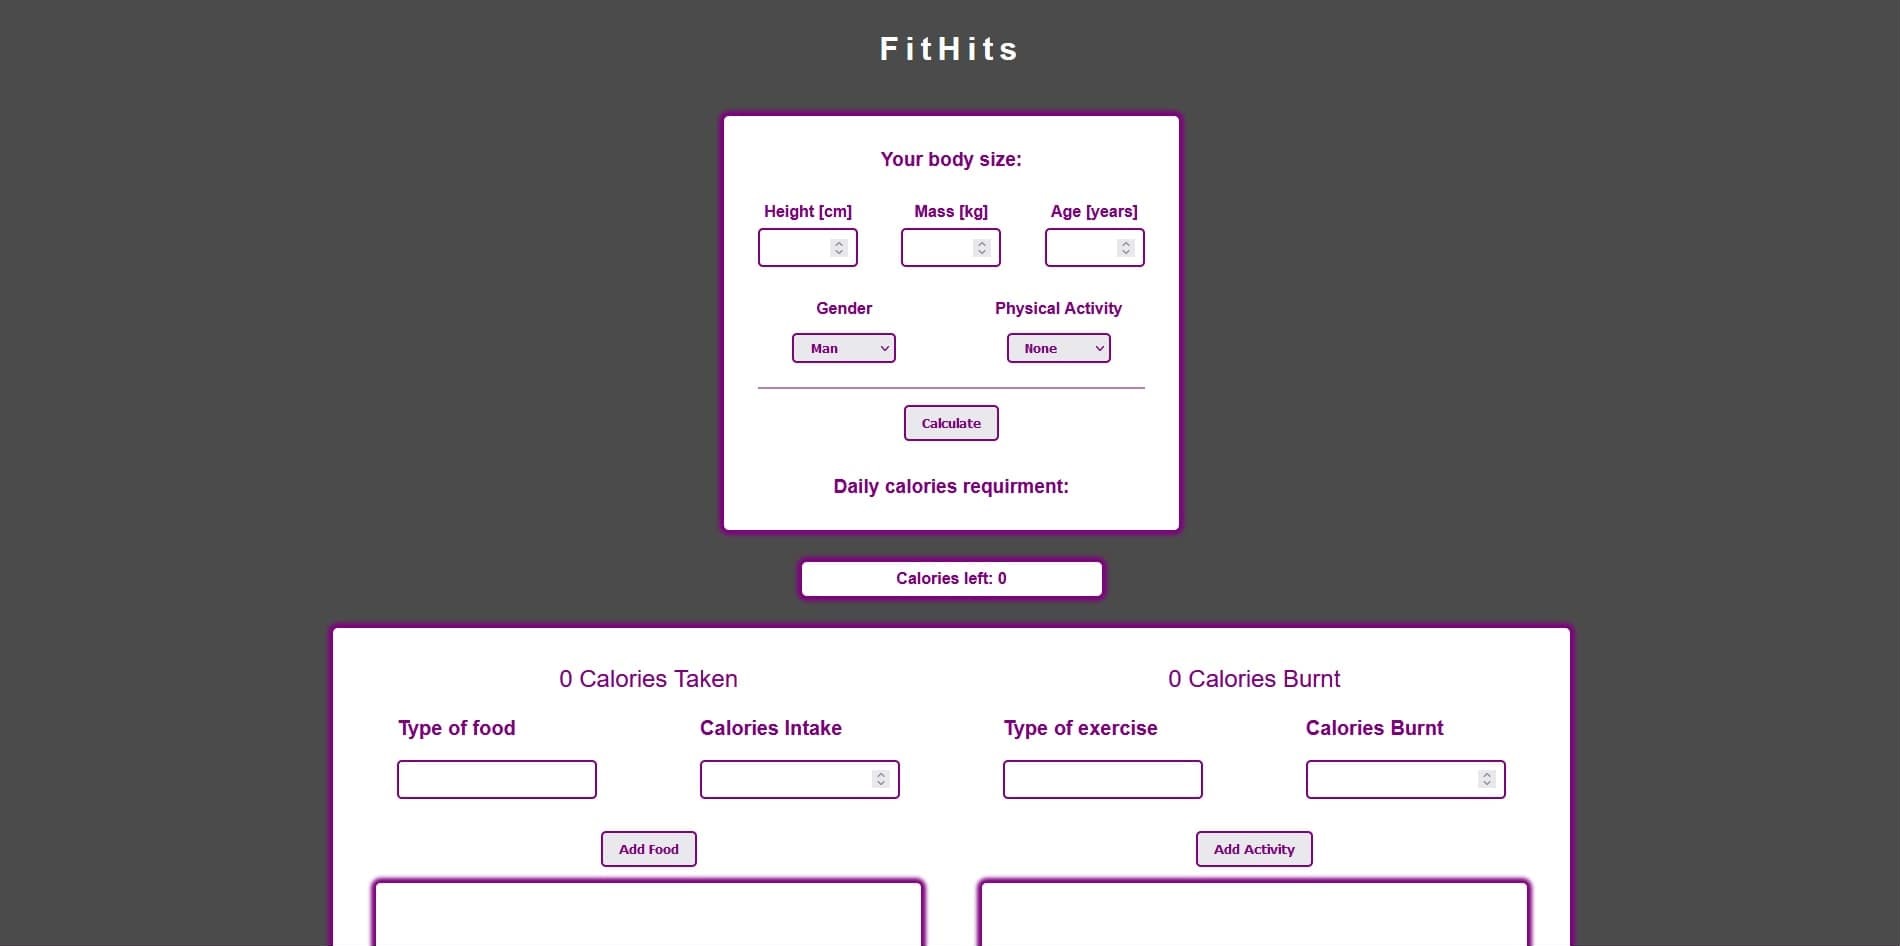 FitHits
Your body size:
Height [cm] Mass [kg] Age [years]
Gender Physical Activity
Man None
Calculate
Daily calories requirment:
Calories left: 0
0 Calories Taken 0 Calories Burnt
Type of food Calories Intake Type of exercise Calories Burnt
Add Food Add Activity